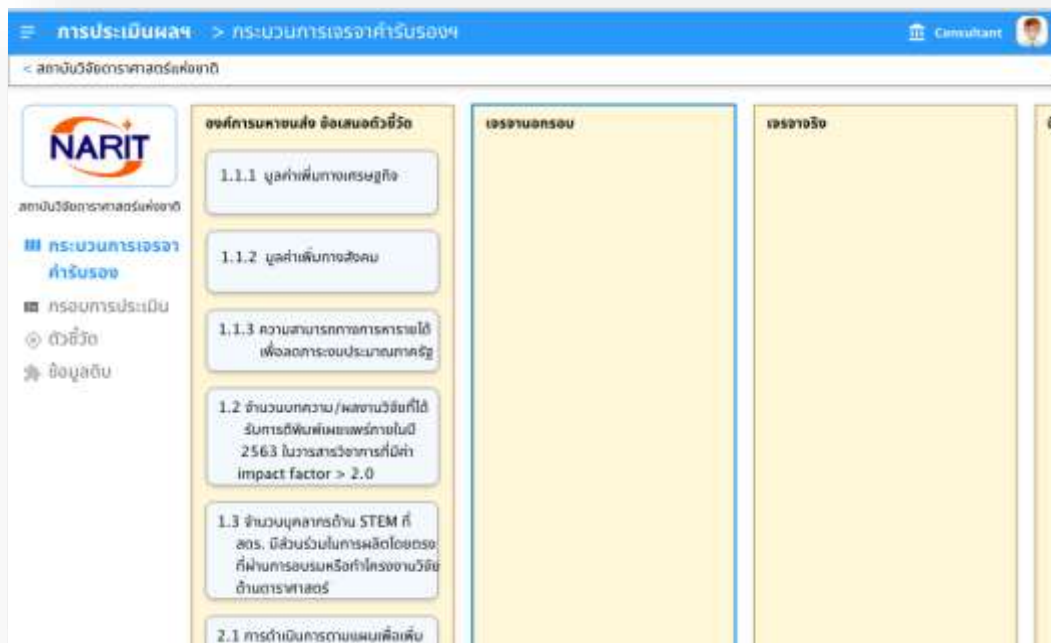 การประเมินผลฯ > กระบวนการเจรจาคำรับรองฯ
Consultant
< สถาบันวิจัยดาราศาสตร์แห่งชาติ
NARIT
สถาบันวิจัยดาราศาสตร์แห่งชาติ
กระบวนการเจรจา
คำรับรอง
กรอบการประเมิน
ตัวชี้วัด
ข้อมูลดิบ
องค์การมหาชนส่ง ข้อเสนอตัวชี้วัด
1.1.1 มูลค่าเพิ่มทางเศรษฐกิจ
1.1.2 มูลค่าเพิ่มทางสังคม
1.1.3 ความสามารถทางการหารายได้
เพื่อลดภาระงบประมาณภาครัฐ
1.2 จำนวนบทความ/ผลงานวิจัยที่ได้
รับการตีพิมพ์เผยแพร่ภายในปี
2563 ในวารสารวิชาการที่มีค่า
impact factor > 2.0
1.3 จำนวนบุคลากรด้าน STEM ที่
สดร. มีส่วนร่วมในการผลิตโดยตรง
ที่ผ่านการอบรมหรือทำโครงงานวิจัย
ด้านดาราศาสตร์
2.1 การดำเนินการตามแผนเพื่อเพิ่ม
เจรจานอกรอบ
เจรจาจริง